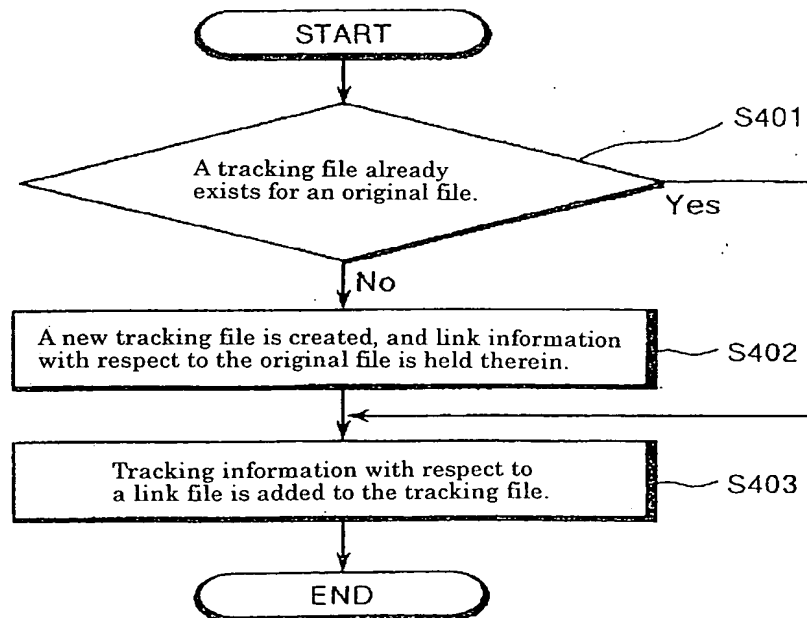 START
S401
A tracking file already
exists for an original file.
Yes
No
A new tracking file is created, and link information
with respect to the original file is held therein.
S402
Tracking information with respect to
a link file is added to the tracking file.
S403
END